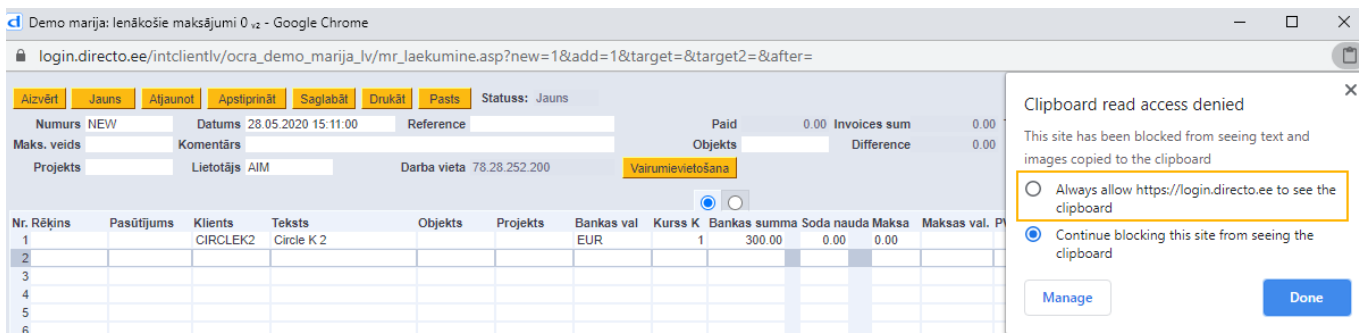 Demo marija: Ienākošie maksājumi 0 v2 - Google Chrome
login.directo.ee/intclientlv/ocra_demo_marija_lv/mr_laekumine.asp?new=1&add=1&target=&target2=&after=
Aizvērt Jauns Atjaunot Apstiprināt Saglabāt Drukāt Pasts Statuss: Jauns
Numurs NEW Datums 28.05.2020 15:11:00 Reference Paid 0.00 Invoices sum 0.00
Maks. veids Komentārs Objekts Difference 0.00
Projekts Lietotājs AIM Darba vieta 78.28.252.200 Vairumievietošana
Nr. Rēķins Pasūtījums Klients Teksts Objekts Projekts Bankas val Kurss K Bankas summa Soda nauda Maksa Maksas val.
1 CIRCLEK2 Circle K 2 EUR 1 300.00 0.00 0.00
2
3
4
5
6
Clipboard read access denied
This site has been blocked from seeing text and
images copied to the clipboard
Always allow https://login.directo.ee to see the
clipboard
Continue blocking this site from seeing the
clipboard
Manage Done